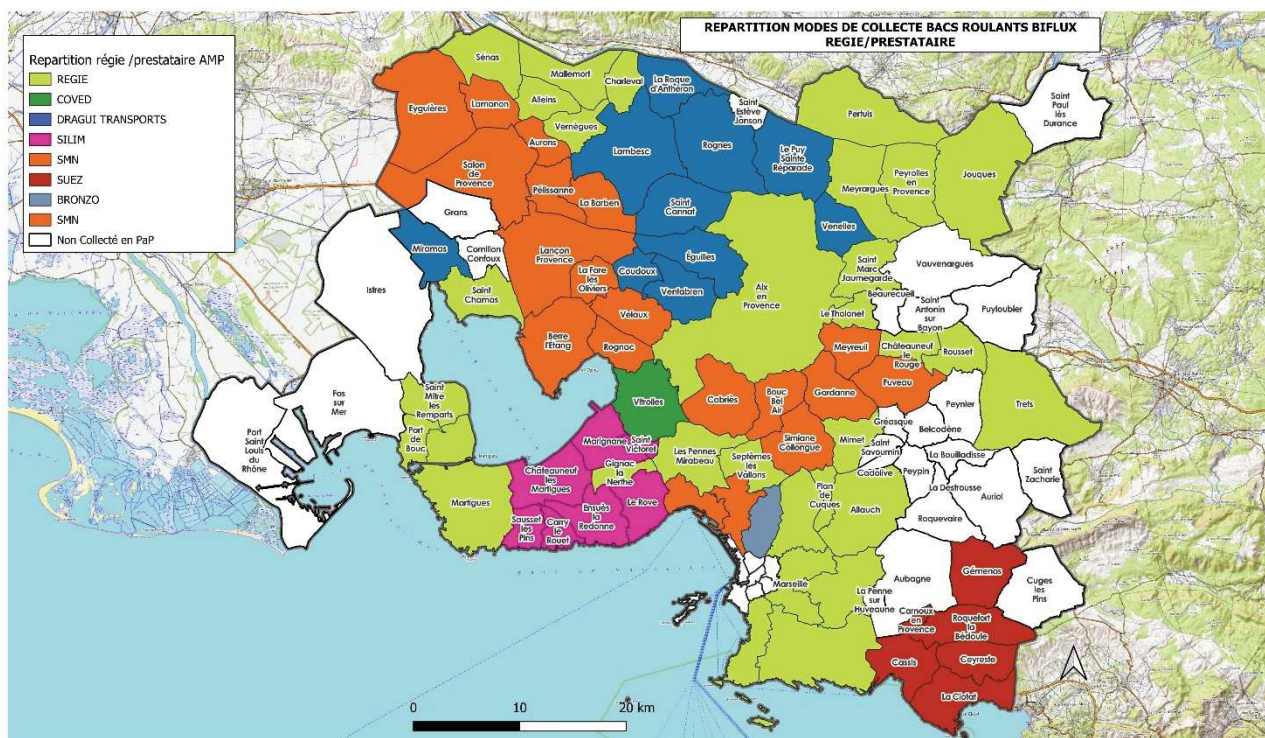 REPARTITION MODES DE COLLECTE BACS ROULANTS BIFLUX
REGIE/PRESTATAIRE
Repartition régie /prestataire AMP
REGIE
COVED
DRAGUI TRANSPORTS
SILIM
SMN
SUEZ
BRONZO
SMN
Non Collecté en PaP
Sénas
Mallemort
Charleval
La Roque
d'Anthéron
Saint
Estève
Janson
Pertuis
Saint
Paul
lès
Durance
Eyguières
Lamanon
Alleins
Vernègues
Aurons
Lambesc
Rognes
Le Puy
Sainte
Réparade
Meyrargues
Peyrolles
en
Provence
Jouques
Salon
de
Provence
Pélissanne
La Barben
Saint
Cannat
Venelles
Grans
Miramas
Cornillon
Confoux
Lançon
Provence
Coudoux
Éguilles
Ventabren
Aix
en
Provence
Saint
Marc
Jaumegarde
Vauvenargues
Istres
Saint
Chamas
La Fare
les
Oliviers
Velaux
Berre
l'Étang
Rognac
Beaurecueil
Le Tholonet
Saint
Antonin
sur
Bayon
Puyloubier
Meyreuil
Châteauneuf
le
Rouge
Rousset
Fuveau
Trets
Fos
sur
Mer
Saint
Mitre
les
Remparts
Port
de
Bouc
Port
Saint
Louis
du
Rhône
Vitrolles
Cabriès
Bouc
Bel
Air
Gardanne
Simiane
Collongue
Mimet
Gréasque
Peynier
Belcodène
Saint
Savournin
Cadolive
La Bouilladisse
Peypin
La Destrousse
Auriol
Saint
Zacharie
Roquevaire
Marignane
Saint
Victoret
Gignac
la
Nerthe
Châteauneuf
les
Martigues
Martigues
Sausset
les
Pins
Carry
le
Rouet
Ensuès
la
Redonne
Le Rove
Les Pennes
Mirabeau
Septèmes
les
Vallons
Plan
de
Cuques
Allauch
Marseille
La Penne
sur
Huveaune
Aubagne
Gémenos
Cuges
les
Pins
Carnoux
en
Provence
Roquefort
la
Bédoule
Cassis
Ceyreste
La Ciotat
0 10 20 km